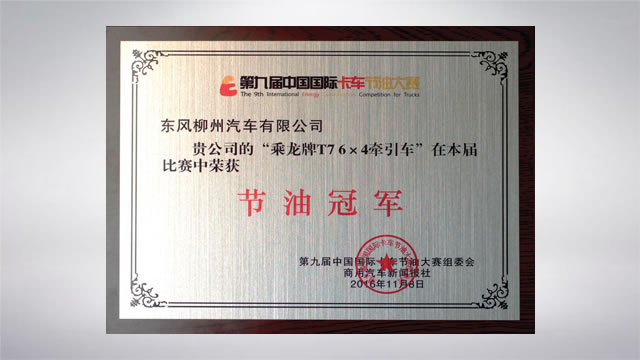 第九届中国国际卡车节油大赛
The 9th International Energy Competition for Trucks
东风柳州汽车有限公司
贵公司的“乘龙牌T7 6×4牵引车”在本届
比赛中荣获
节油冠军
第九届中国国际卡车节油大赛组委会
商用汽车新闻报社
2016年11月6日